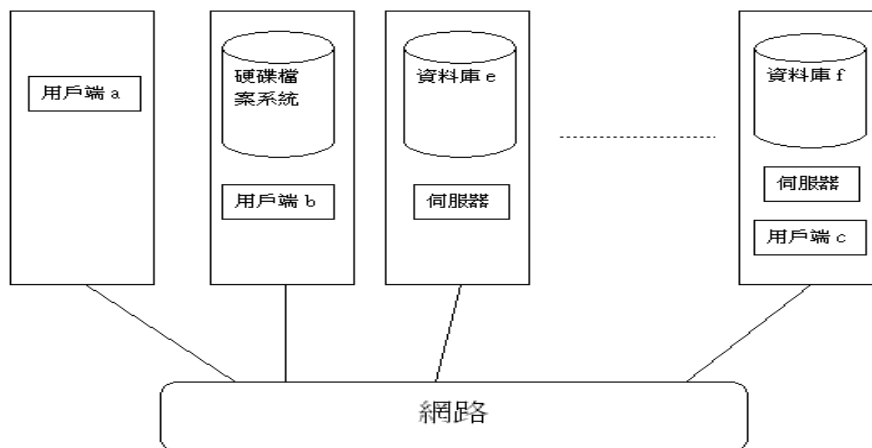 用戶端 a
硬碟檔
案系統
用戶端 b
資料庫 e
伺服器
資料庫 f
伺服器
用戶端 c
網路